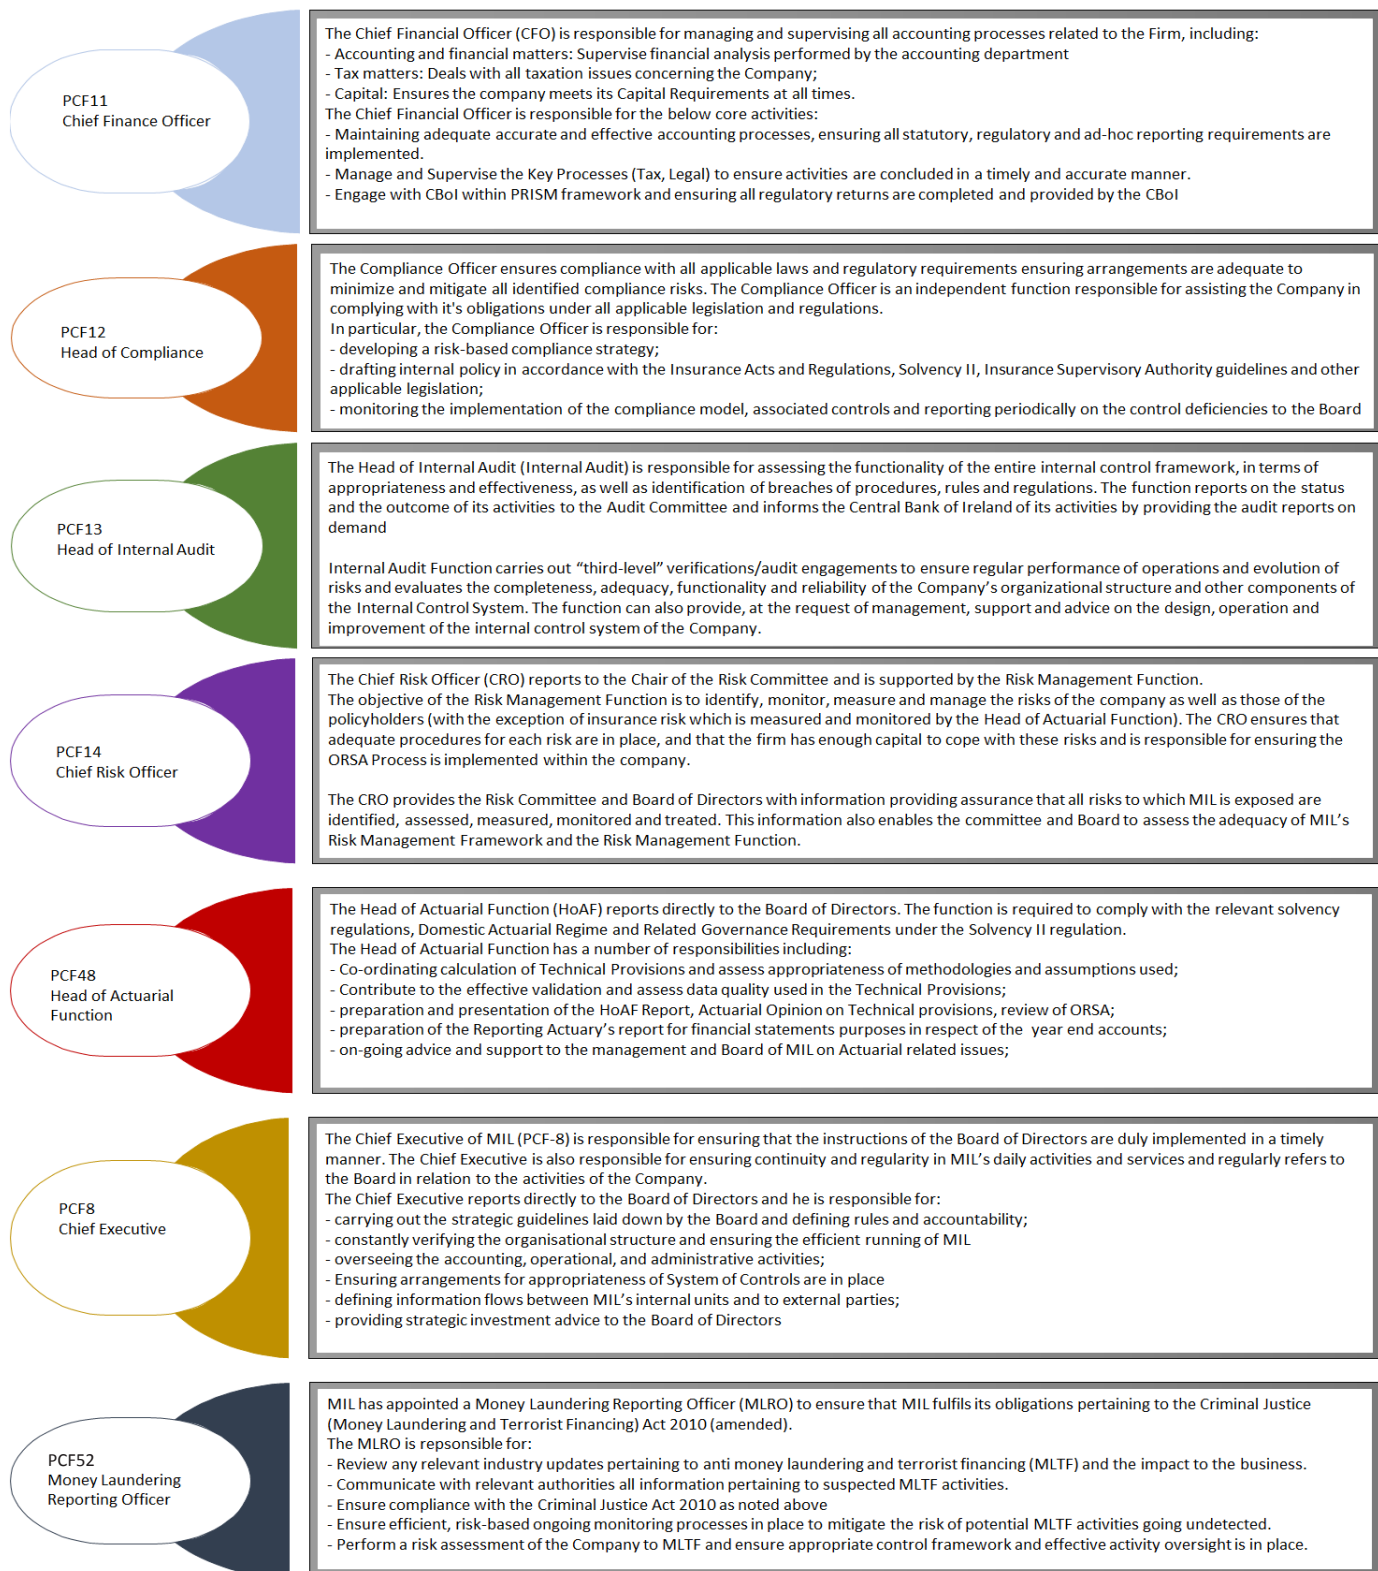 PCF11
Chief Finance Officer
The Chief Financial Officer (CFO) is responsible for managing and supervising all accounting processes related to the Firm, including:
- Accounting and financial matters: Supervise financial analysis performed by the accounting department
- Tax matters: Deals with all taxation issues concerning the Company;
- Capital: Ensures the company meets its Capital Requirements at all times.
The Chief Financial Officer is responsible for the below core activities:
- Maintaining adequate accurate and effective accounting processes, ensuring all statutory, regulatory and ad-hoc reporting requirements are
implemented.
- Manage and Supervise the Key Processes (Tax, Legal) to ensure activities are concluded in a timely and accurate manner.
- Engage with CBoI within PRISM framework and ensuring all regulatory returns are completed and provided by the CBoI
PCF12
Head of Compliance
The Compliance Officer ensures compliance with all applicable laws and regulatory requirements ensuring arrangements are adequate to
minimize and mitigate all identified compliance risks. The Compliance Officer is an independent function responsible for assisting the Company in
complying with it's obligations under all applicable legislation and regulations.
In particular, the Compliance Officer is responsible for:
- developing a risk-based compliance strategy;
- drafting internal policy in accordance with the Insurance Acts and Regulations, Solvency II, Insurance Supervisory Authority guidelines and other
applicable legislation;
- monitoring the implementation of the compliance model, associated controls and reporting periodically on the control deficiencies to the Board
PCF13
Head of Internal Audit
The Head of Internal Audit (Internal Audit) is responsible for assessing the functionality of the entire internal control framework, in terms of
appropriateness and effectiveness, as well as identification of breaches of procedures, rules and regulations. The function reports on the status
and the outcome of its activities to the Audit Committee and informs the Central Bank of Ireland of its activities by providing the audit reports on
demand
Internal Audit Function carries out “third-level” verifications/audit engagements to ensure regular performance of operations and evolution of
risks and evaluates the completeness, adequacy, functionality and reliability of the Company’s organizational structure and other components of
the Internal Control System. The function can also provide, at the request of management, support and advice on the design, operation and
improvement of the internal control system of the Company.
PCF14
Chief Risk Officer
The Chief Risk Officer (CRO) reports to the Chair of the Risk Committee and is supported by the Risk Management Function.
The objective of the Risk Management Function is to identify, monitor, measure and manage the risks of the company as well as those of the
policyholders (with the exception of insurance risk which is measured and monitored by the Head of Actuarial Function). The CRO ensures that
adequate procedures for each risk are in place, and that the firm has enough capital to cope with these risks and is responsible for ensuring the
ORSA Process is implemented within the company.
The CRO provides the Risk Committee and Board of Directors with information providing assurance that all risks to which MIL is exposed are
identified, assessed, measured, monitored and treated. This information also enables the committee and Board to assess the adequacy of MIL’s
Risk Management Framework and the Risk Management Function.
PCF48
Head of Actuarial
Function
The Head of Actuarial Function (HoAF) reports directly to the Board of Directors. The function is required to comply with the relevant solvency
regulations, Domestic Actuarial Regime and Related Governance Requirements under the Solvency II regulation.
The Head of Actuarial Function has a number of responsibilities including:
- Co-ordinating calculation of Technical Provisions and assess appropriateness of methodologies and assumptions used;
- Contribute to the effective validation and assess data quality used in the Technical Provisions;
- preparation and presentation of the HoAF Report, Actuarial Opinion on Technical provisions, review of ORSA;
- preparation of the Reporting Actuary’s report for financial statements purposes in respect of the year end accounts;
- on-going advice and support to the management and Board of MIL on Actuarial related issues;
PCF8
Chief Executive
The Chief Executive of MIL (PCF-8) is responsible for ensuring that the instructions of the Board of Directors are duly implemented in a timely
manner. The Chief Executive is also responsible for ensuring continuity and regularity in MIL’s daily activities and services and regularly refers to
the Board in relation to the activities of the Company.
The Chief Executive reports directly to the Board of Directors and he is responsible for:
- carrying out the strategic guidelines laid down by the Board and defining rules and accountability;
- constantly verifying the organisational structure and ensuring the efficient running of MIL
- overseeing the accounting, operational, and administrative activities;
- Ensuring arrangements for appropriateness of System of Controls are in place
- defining information flows between MIL’s internal units and to external parties;
- providing strategic investment advice to the Board of Directors
PCF52
Money Laundering
Reporting Officer
MIL has appointed a Money Laundering Reporting Officer (MLRO) to ensure that MIL fulfils its obligations pertaining to the Criminal Justice
(Money Laundering and Terrorist Financing) Act 2010 (amended).
The MLRO is repsonsible for:
- Review any relevant industry updates pertaining to anti money laundering and terrorist financing (MLTF) and the impact to the business.
- Communicate with relevant authorities all information pertaining to suspected MLTF activities.
- Ensure compliance with the Criminal Justice Act 2010 as noted above
- Ensure efficient, risk-based ongoing monitoring processes in place to mitigate the risk of potential MLTF activities going undetected.
- Perform a risk assessment of the Company to MLTF and ensure appropriate control framework and effective activity oversight is in place.